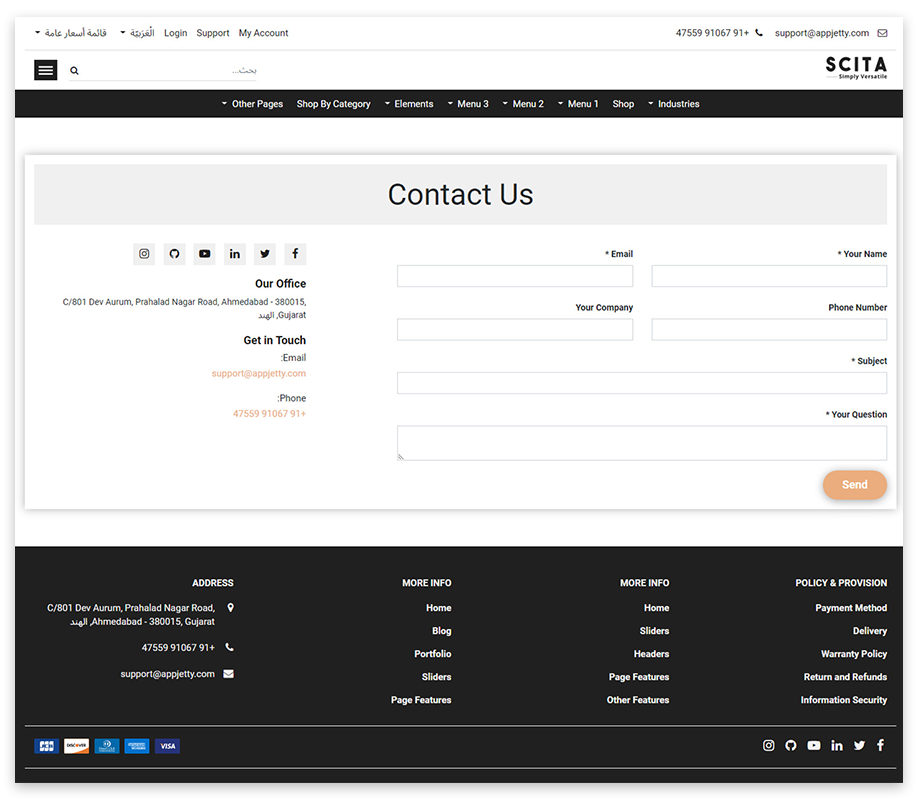 support@appjetty.com
47559 91067 91+
My Account
Support
Login
الْعَرَبيّة
قائمة أسعار عامة
SCITA
Simply Versatile
بحث...
Industries
Shop
Menu 1
Menu 2
Menu 3
Elements
Shop By Category
Other Pages
Contact Us
* Your Name
* Email
Phone Number
Your Company
* Subject
* Your Question
Send
Our Office
C/801 Dev Aurum, Prahalad Nagar Road, Ahmedabad - 380015,
Gujarat, الهند
Get in Touch
:Email
support@appjetty.com
:Phone
47559 91067 91+
POLICY & PROVISION
Payment Method
Delivery
Warranty Policy
Return and Refunds
Information Security
MORE INFO
Home
Sliders
Headers
Page Features
Other Features
MORE INFO
Home
Blog
Portfolio
Sliders
Page Features
ADDRESS
C/801 Dev Aurum, Prahalad Nagar Road,
Ahmedabad - 380015, Gujarat, الهند
47559 91067 91+
support@appjetty.com
JCB
DISCOVER
VISA